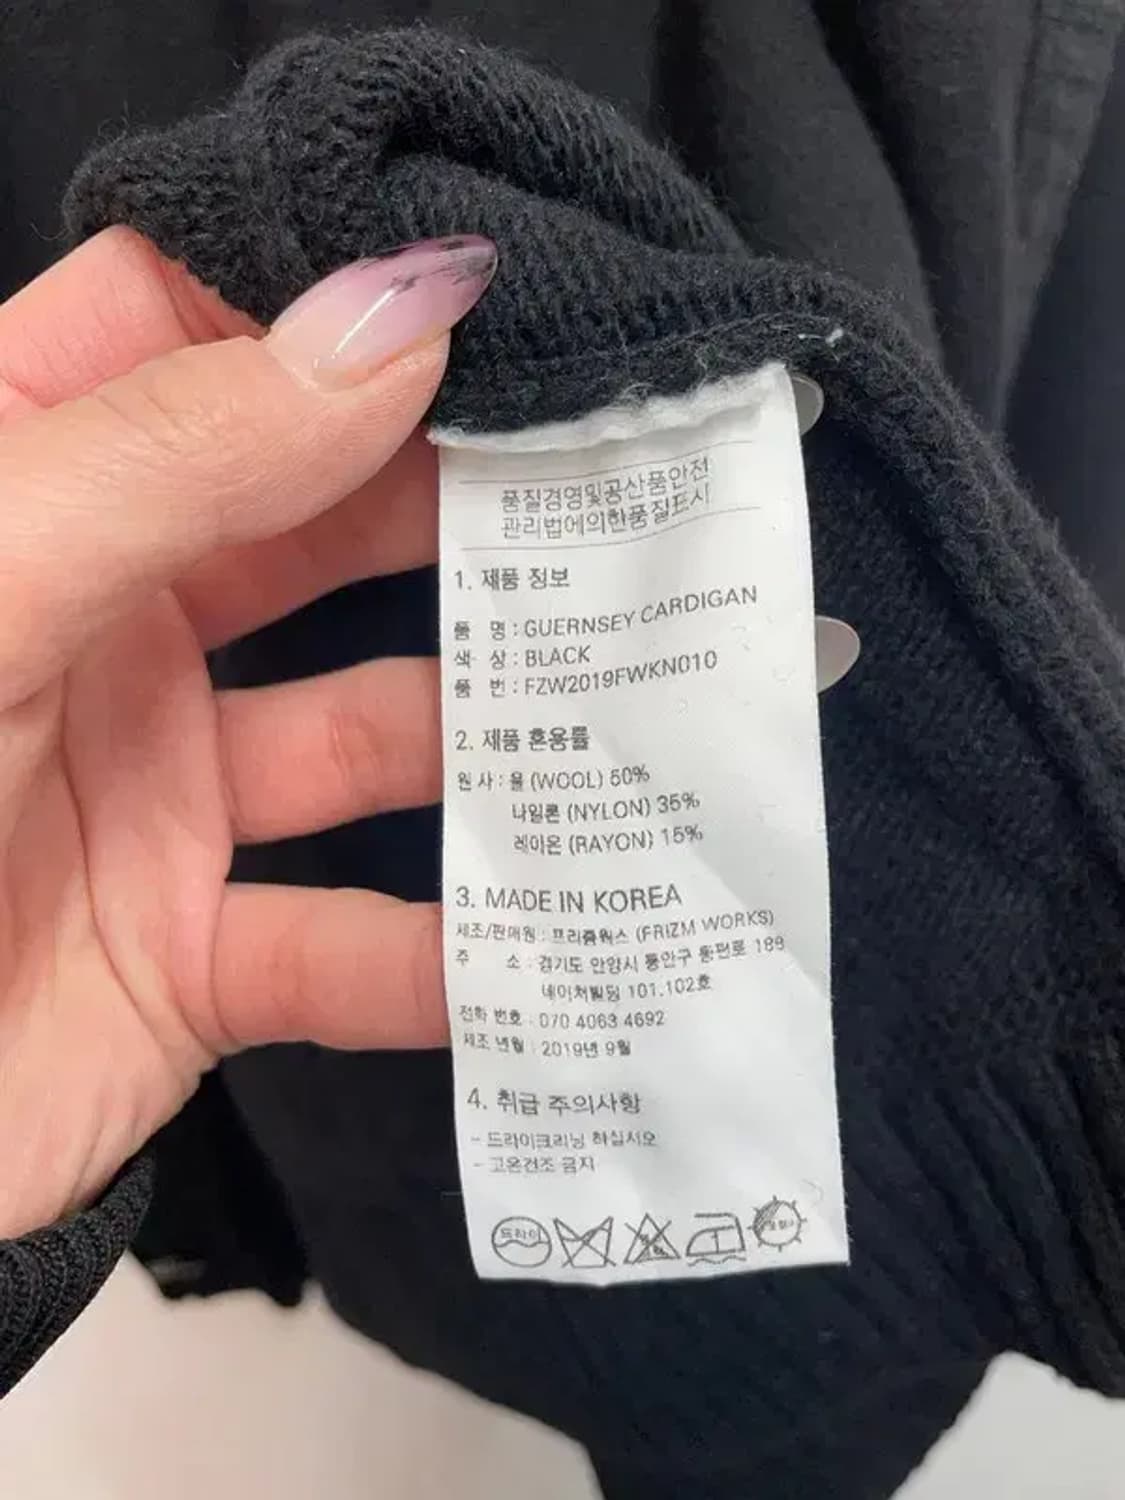 품질경영및공산품안전
관리법에의한품질표시
1. 제품 정보
품 명 : GUERNSEY CARDIGAN
색 상 : BLACK
품 번 : FZW2019FWKN010
2. 제품 혼용률
원 사 : 울 (WOOL) 50%
나일론 (NYLON) 35%
레이온 (RAYON) 15%
3. MADE IN KOREA
제조/판매원 : 프리즘웍스 (FRIZM WORKS)
주 소 : 경기도 안양시 동안구 동편로 188
네이처빌딩 101,102호
전화 번호 : 070 4063 4692
제조 년월 : 2019년 9월
4. 취급 주의사항
- 드라이크리닝 하십시오
- 고온건조 금지
드라이